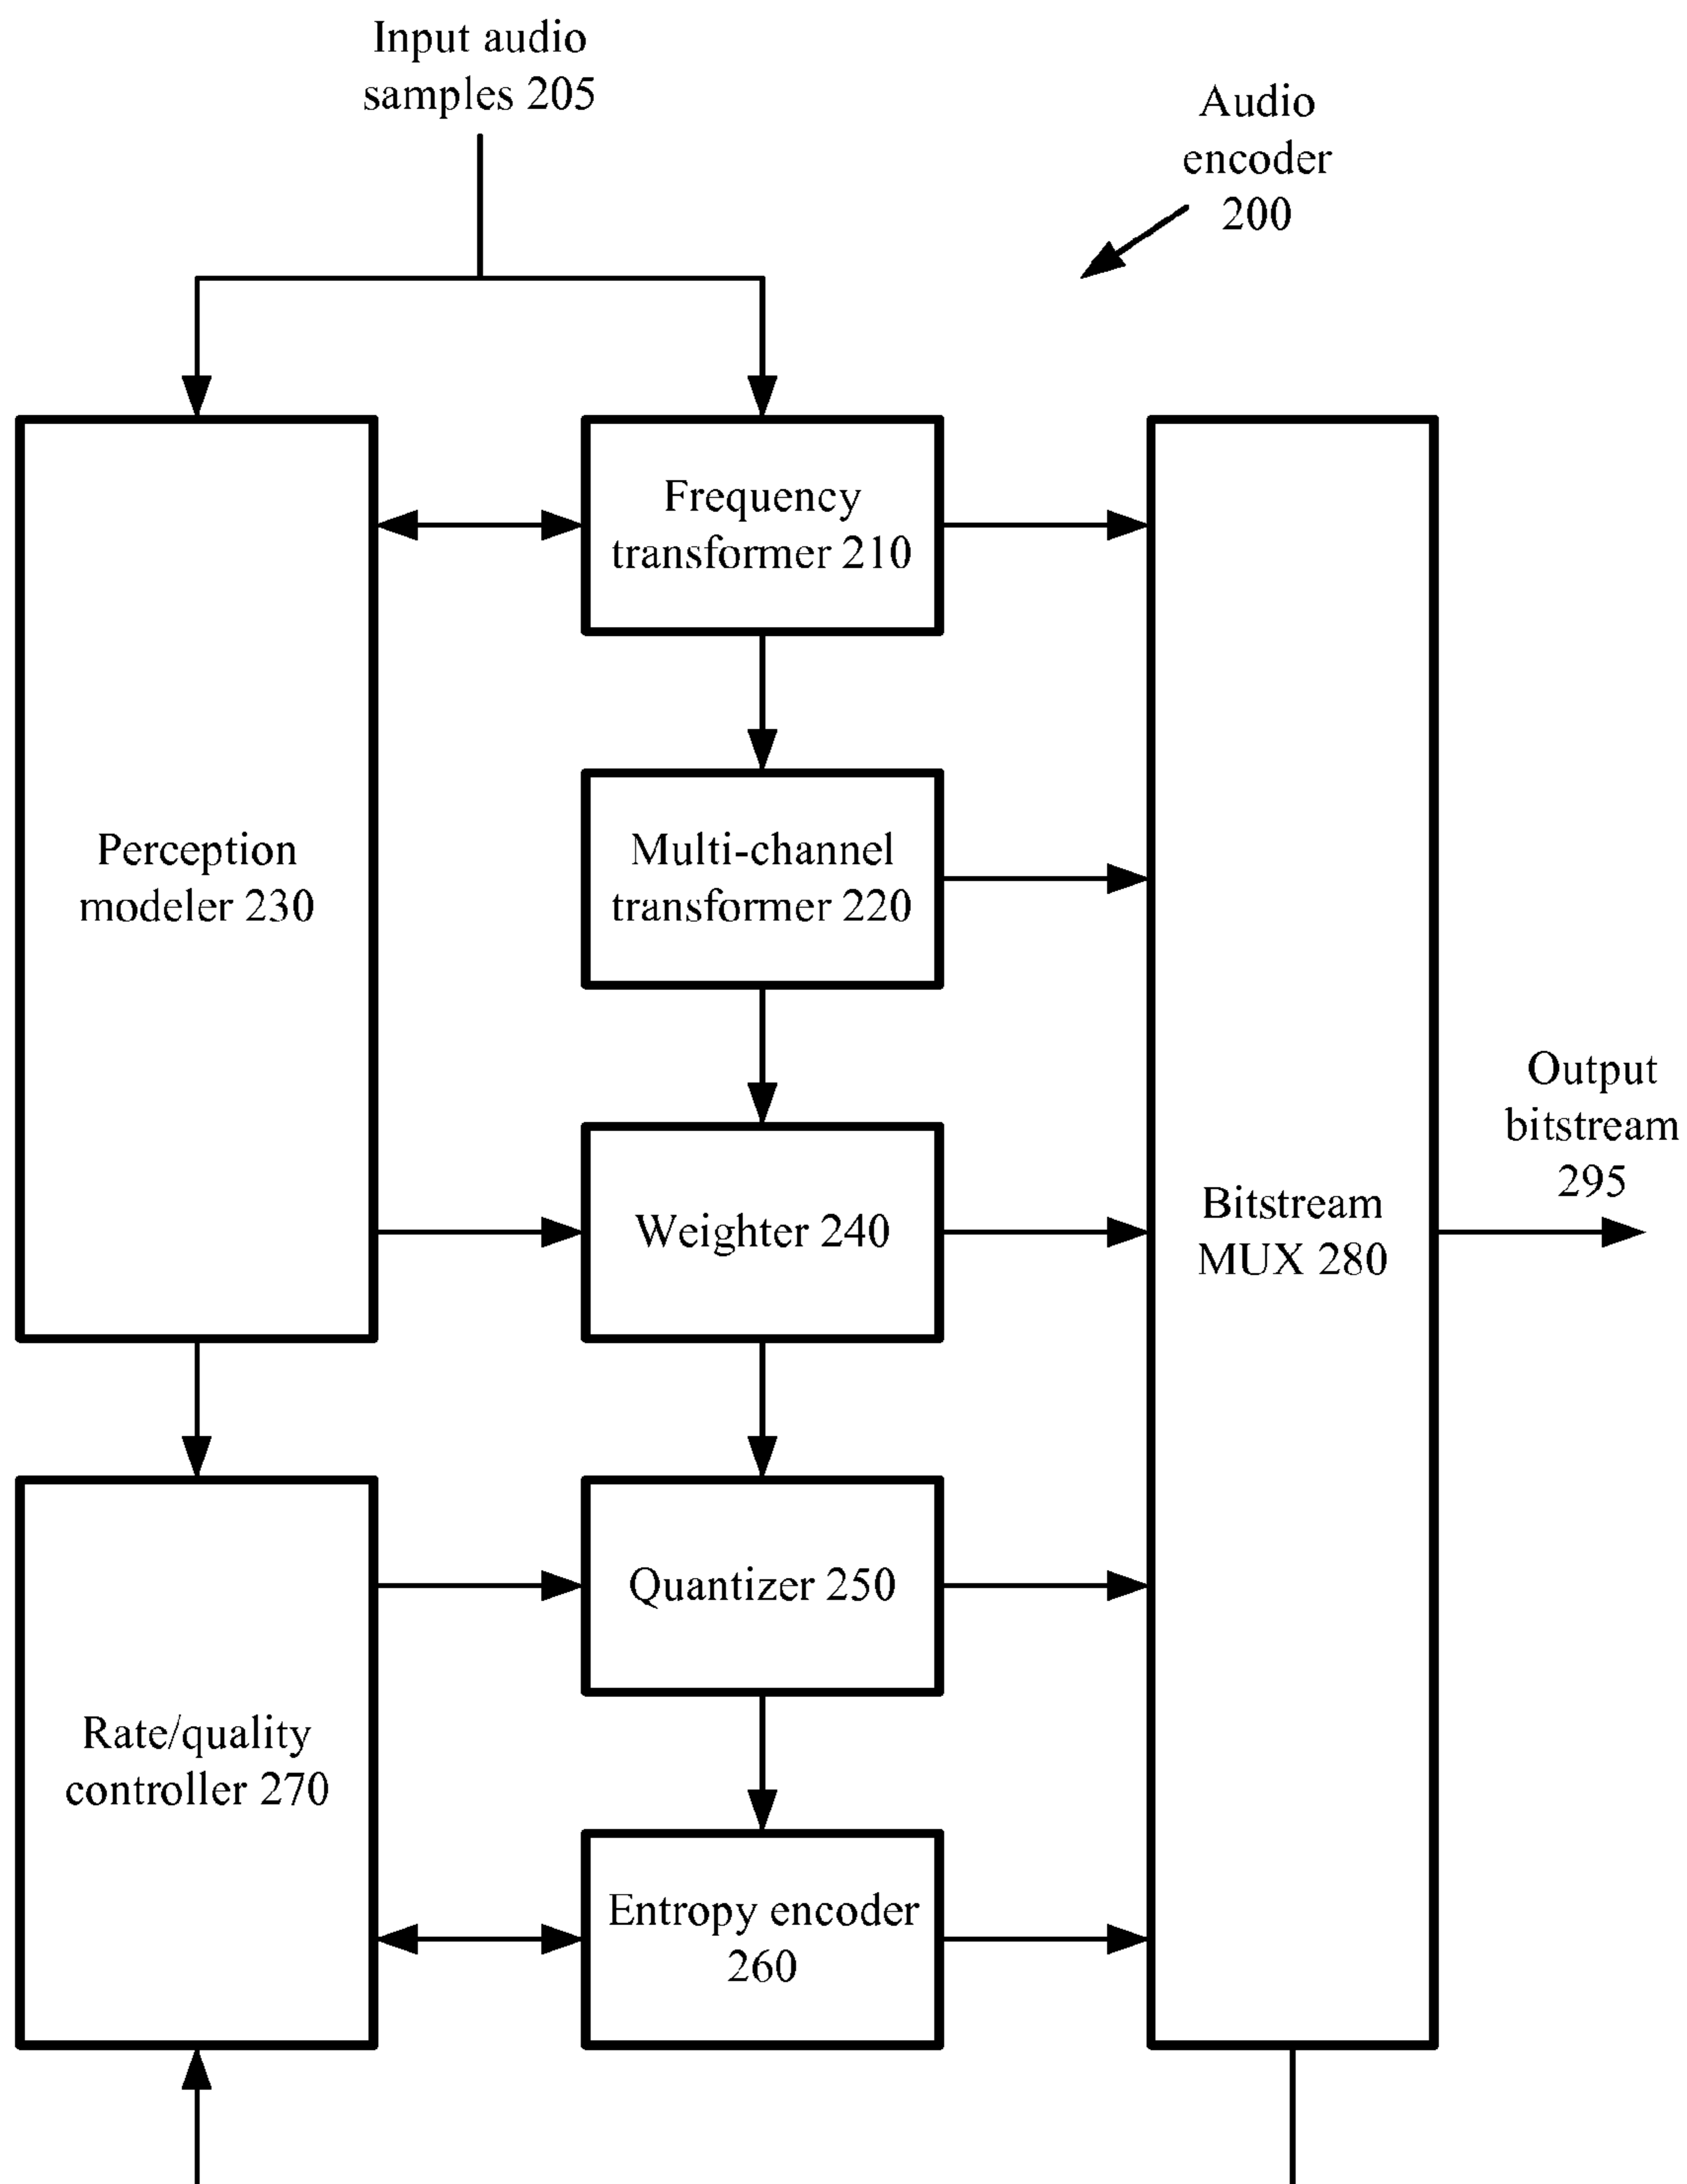 Input audio
samples 205
Audio
encoder
200
Frequency
transformer 210
Perception
modeler 230
Multi-channel
transformer 220
Output
bitstream
295
Weighter 240
Bitstream
MUX 280
Quantizer 250
Rate/quality
controller 270
Entropy encoder
260